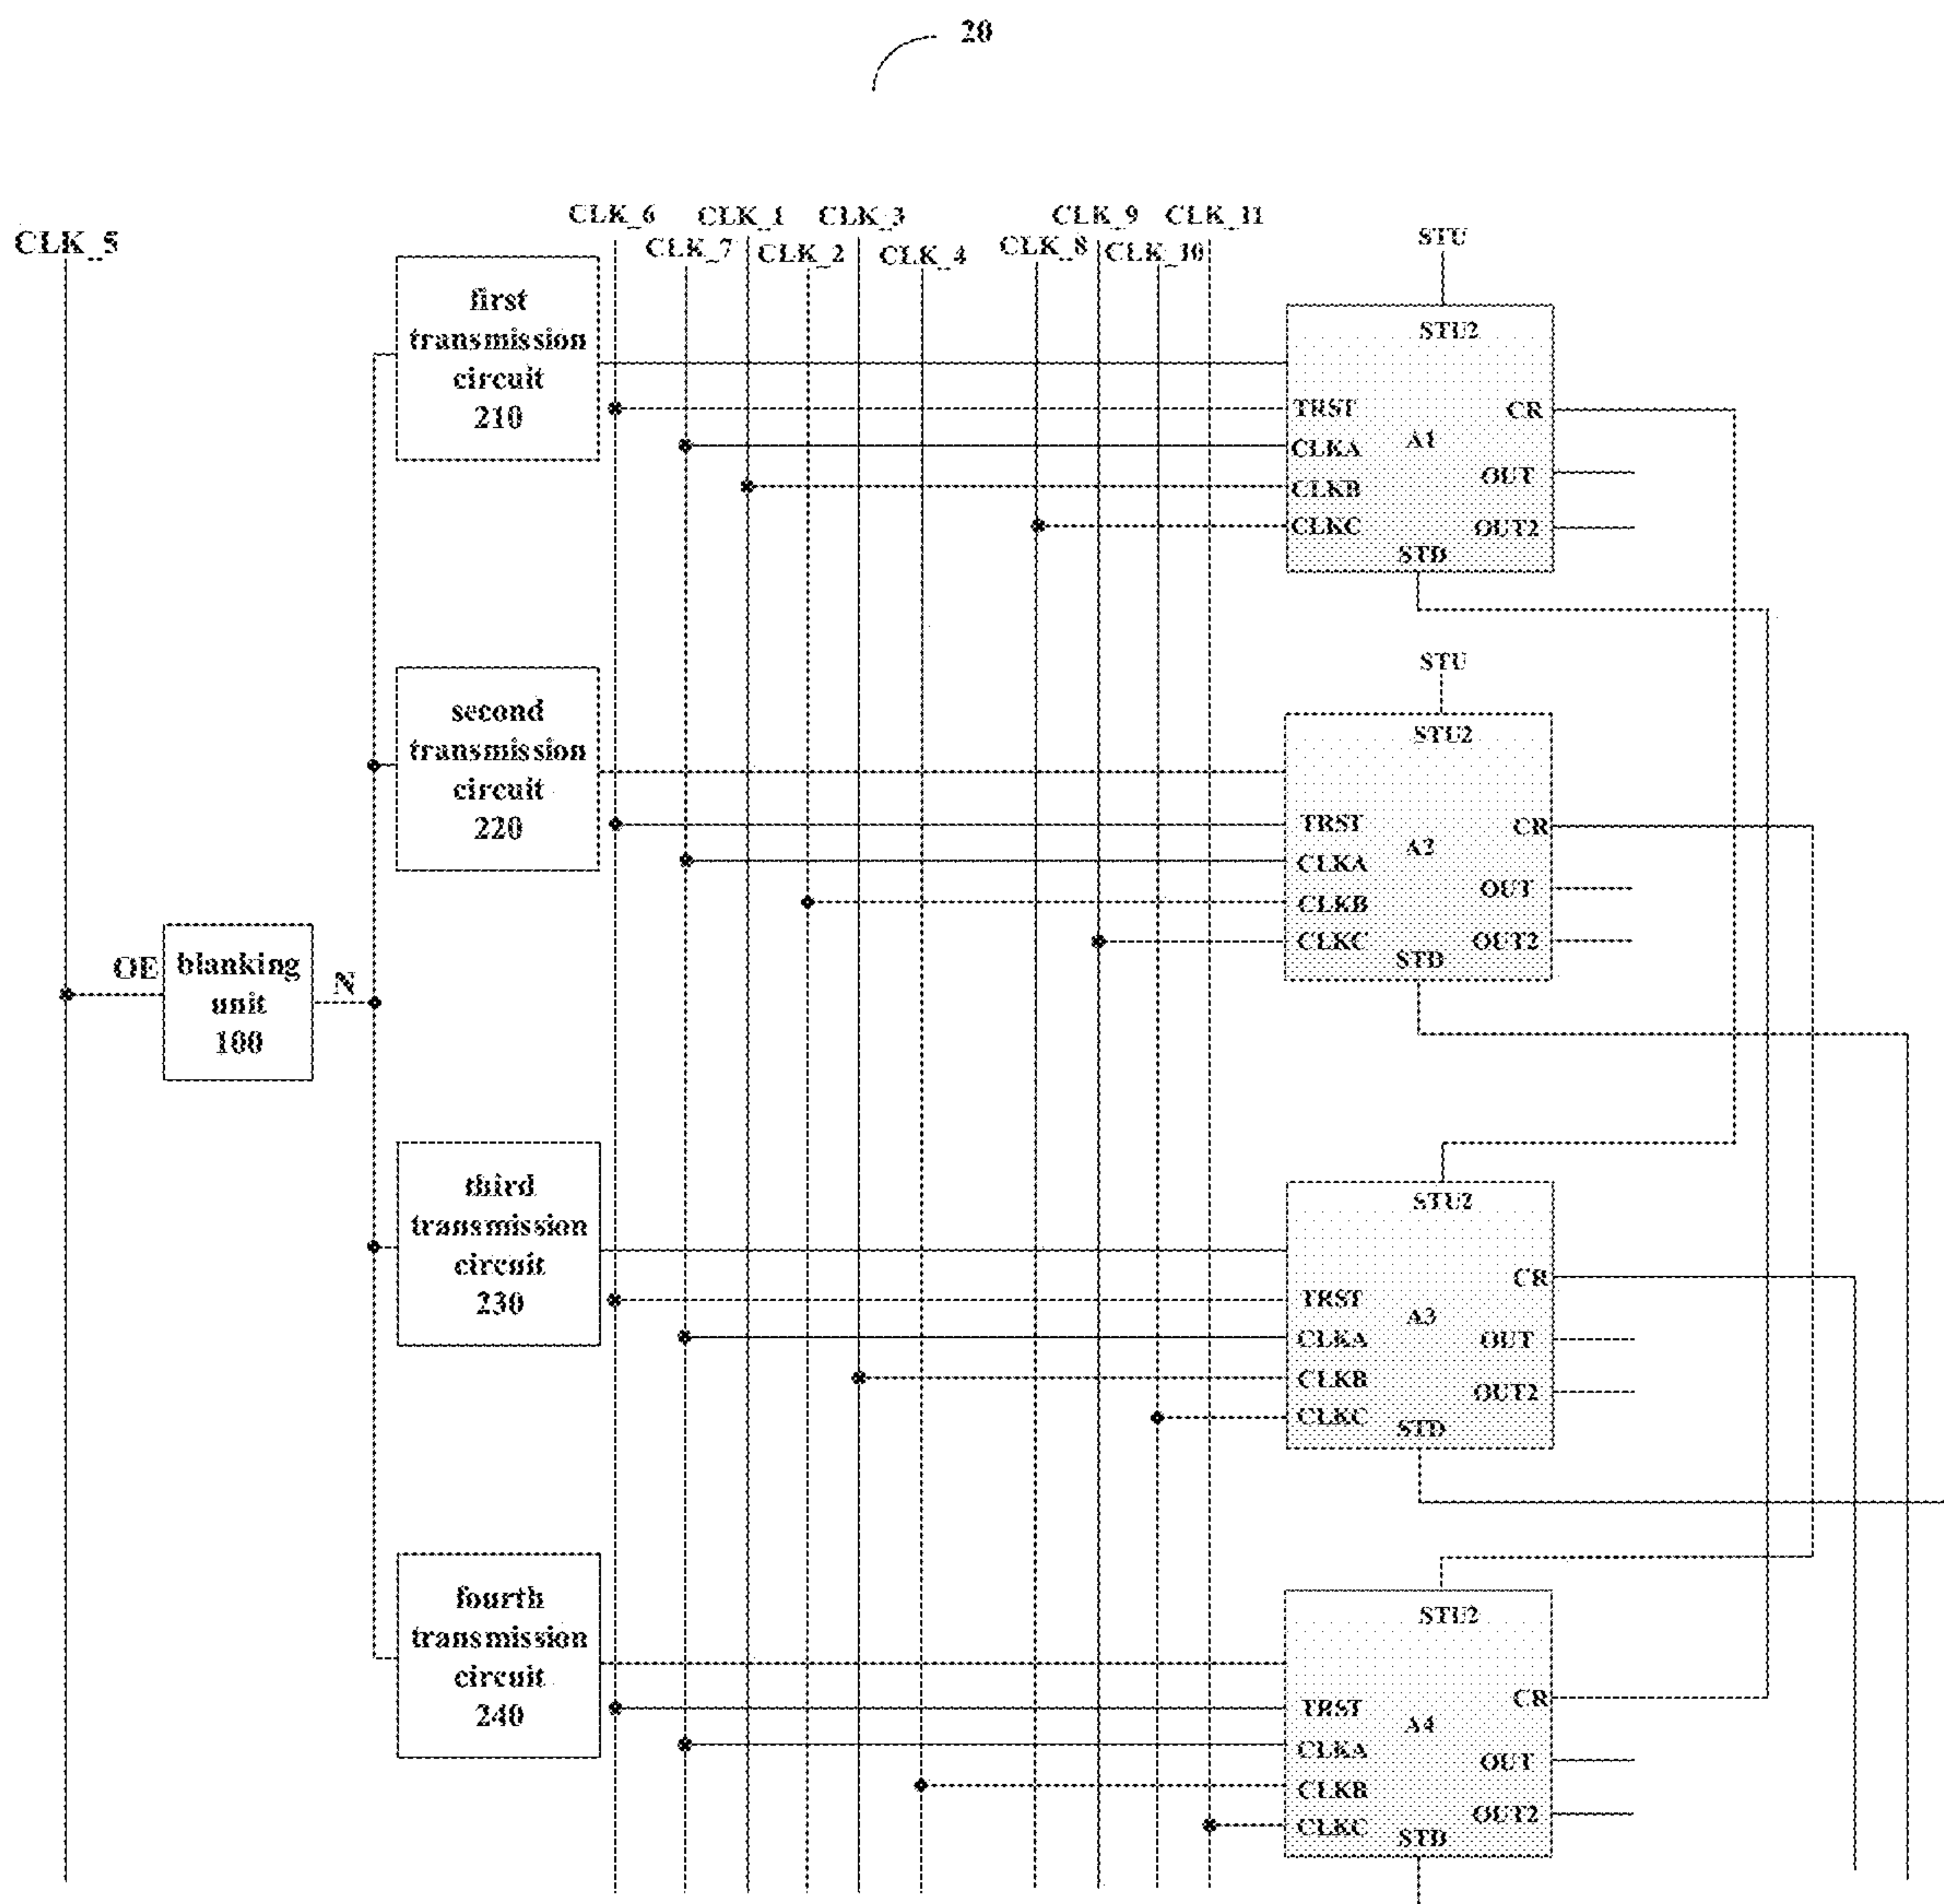 20
CLK_5
CLK_6
CLK_7
CLK_1
CLK_2
CLK_3
CLK_4
CLK_8
CLK_9
CLK_10
CLK_11
STU
first
transmission
circuit
210
STU2
TRST
CLKA
CLKB
CLKC
A1
CR
OUT
OUT2
STD
STU
second
transmission
circuit
220
STU2
TRST
CLKA
CLKB
CLKC
A2
CR
OUT
OUT2
STD
OE
blanking
unit
100
N
third
transmission
circuit
230
STU2
TRST
CLKA
CLKB
CLKC
A3
CR
OUT
OUT2
STD
fourth
transmission
circuit
240
STU2
TRST
CLKA
CLKB
CLKC
A4
CR
OUT
OUT2
STD